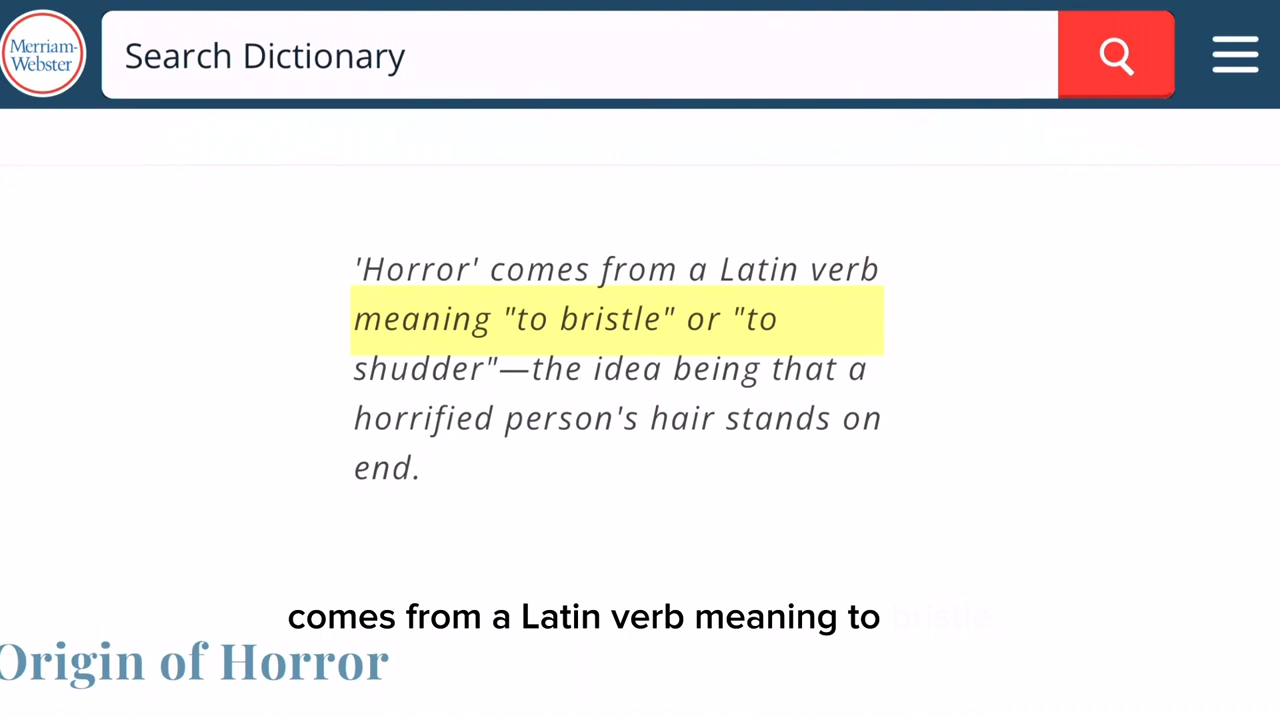 Merriam-
Webster
Search Dictionary
'Horror' comes from a Latin verb
meaning "to bristle" or "to
shudder"—the idea being that a
horrified person's hair stands on
end.
comes from a Latin verb meaning to bristle
Origin of Horror